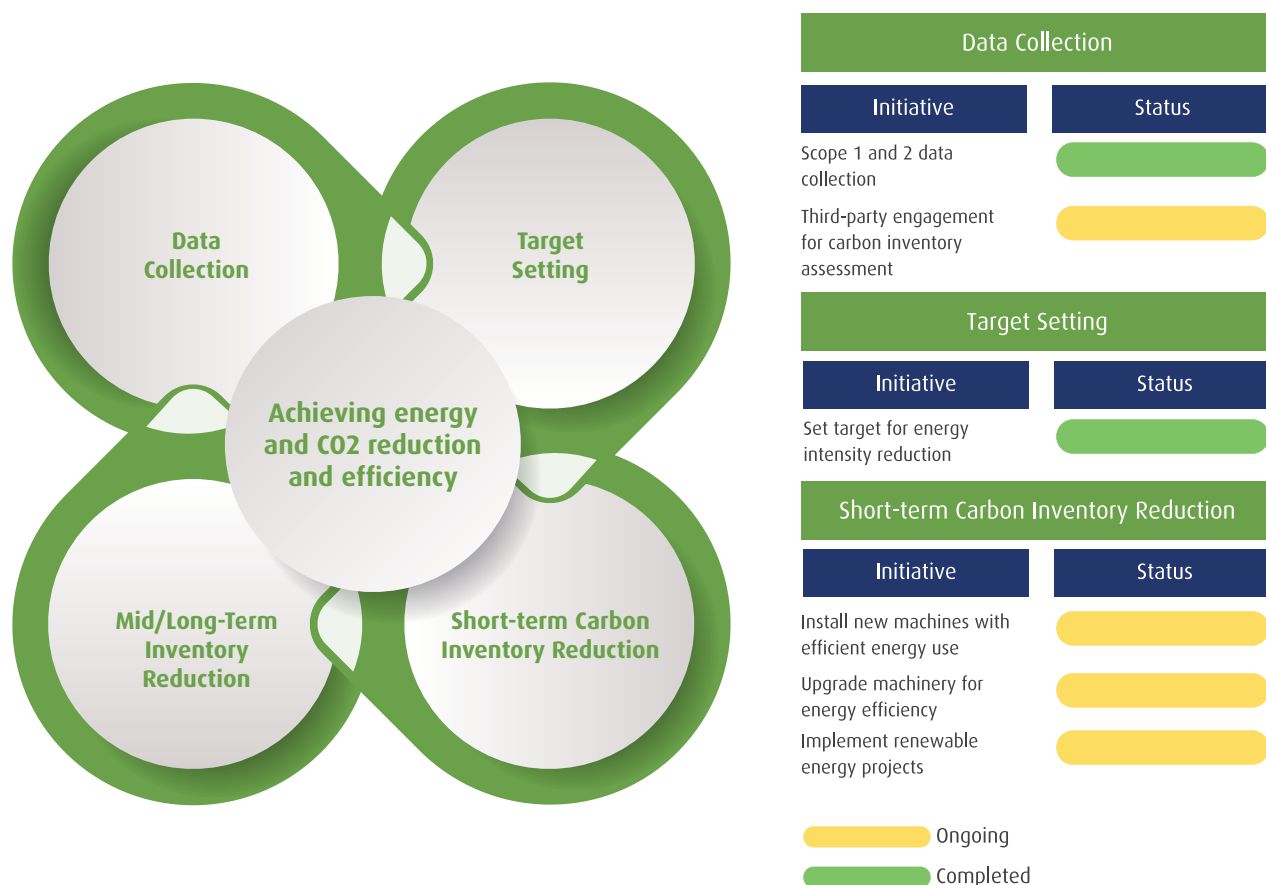 Data
Collection
Target
Setting
Achieving energy
and CO2 reduction
and efficiency
Mid/Long-Term
Inventory
Reduction
Short-term Carbon
Inventory Reduction
Data Collection
Initiative
Status
Scope 1 and 2 data
collection
Third-party engagement
for carbon inventory
assessment
Target Setting
Initiative
Status
Set target for energy
intensity reduction
Short-term Carbon Inventory Reduction
Initiative
Status
Install new machines with
efficient energy use
Upgrade machinery for
energy efficiency
Implement renewable
energy projects
Ongoing
Completed